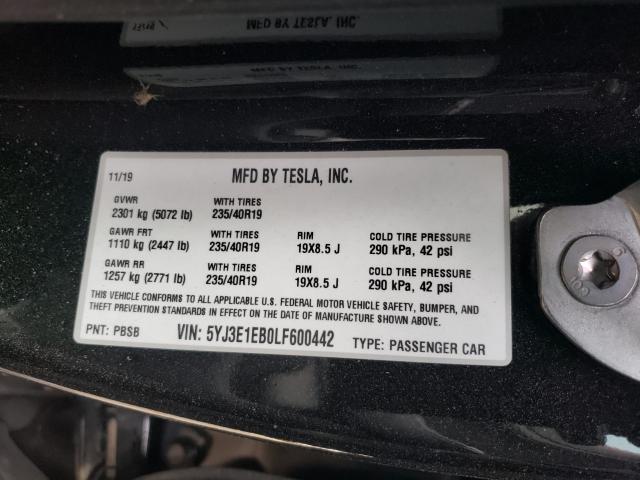 MFD BY TESLA, INC.
MFD BY TESLA, INC.
11/19 MFD BY TESLA, INC.
GVWR WITH TIRES
2301 kg (5072 lb) 235/40R19
GAWR FRT WITH TIRES RIM COLD TIRE PRESSURE
1110 kg (2447 lb) 235/40R19 19X8.5 J 290 kPa, 42 psi
GAWR RR WITH TIRES RIM COLD TIRE PRESSURE
1257 kg (2771 lb) 235/40R19 19X8.5 J 290 kPa, 42 psi
THIS VEHICLE CONFORMS TO ALL APPLICABLE U.S. FEDERAL MOTOR VEHICLE SAFETY, BUMPER, AND
THEFT PREVENTION STANDARDS IN EFFECT ON THE DATE OF MANUFACTURE SHOWN ABOVE.
PNT: PBSB VIN: 5YJ3E1EB0LF600442 TYPE: PASSENGER CAR